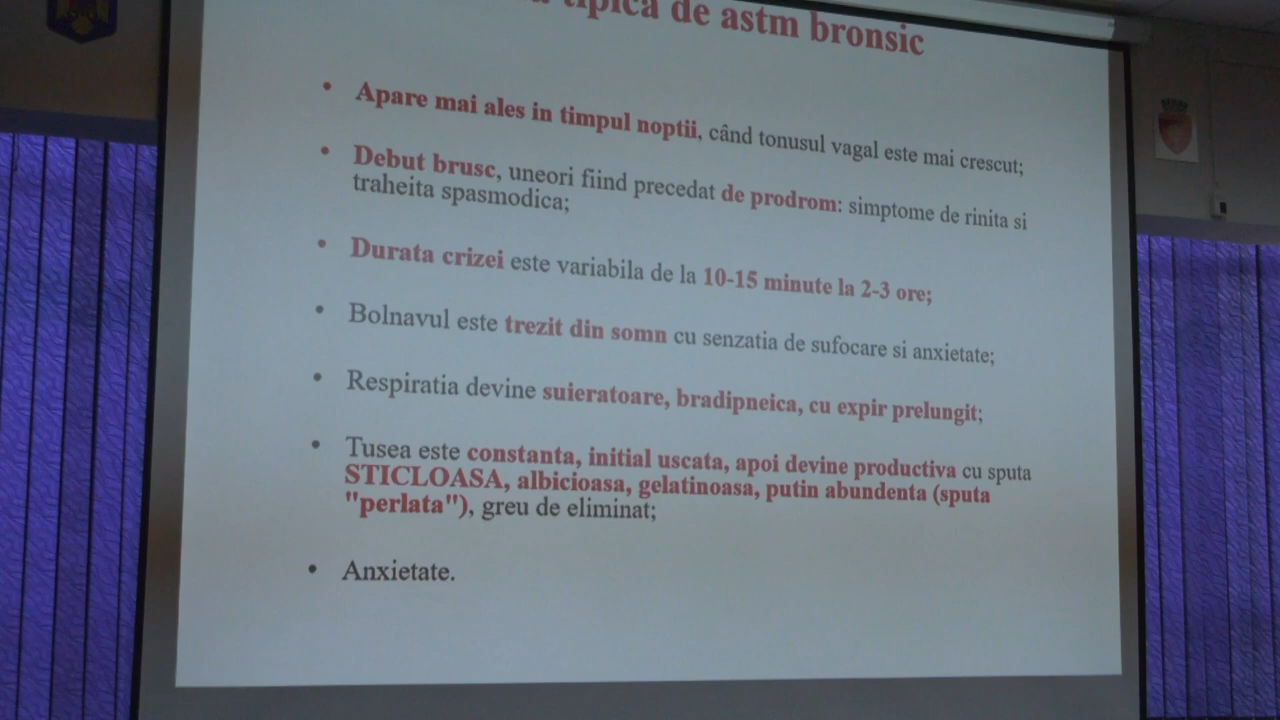 tipica de astm bronsic
• Apare mai ales in timpul noptii, când tonusul vagal este mai crescut;
• Debut brusc, uneori fiind precedat de prodrom: simptome de rinita si
traheita spasmodica;
• Durata crizei este variabila de la 10-15 minute la 2-3 ore;
• Bolnavul este trezit din somn cu senzatia de sufocare si anxietate;
• Respiratia devine suieratoare, bradipneica, cu expir prelungit;
• Tusea este constanta, initial uscata, apoi devine productiva cu sputa
STICLOASA, albicioasa, gelatinoasa, putin abundenta (sputa
"perlata"), greu de eliminat;
• Anxietate.